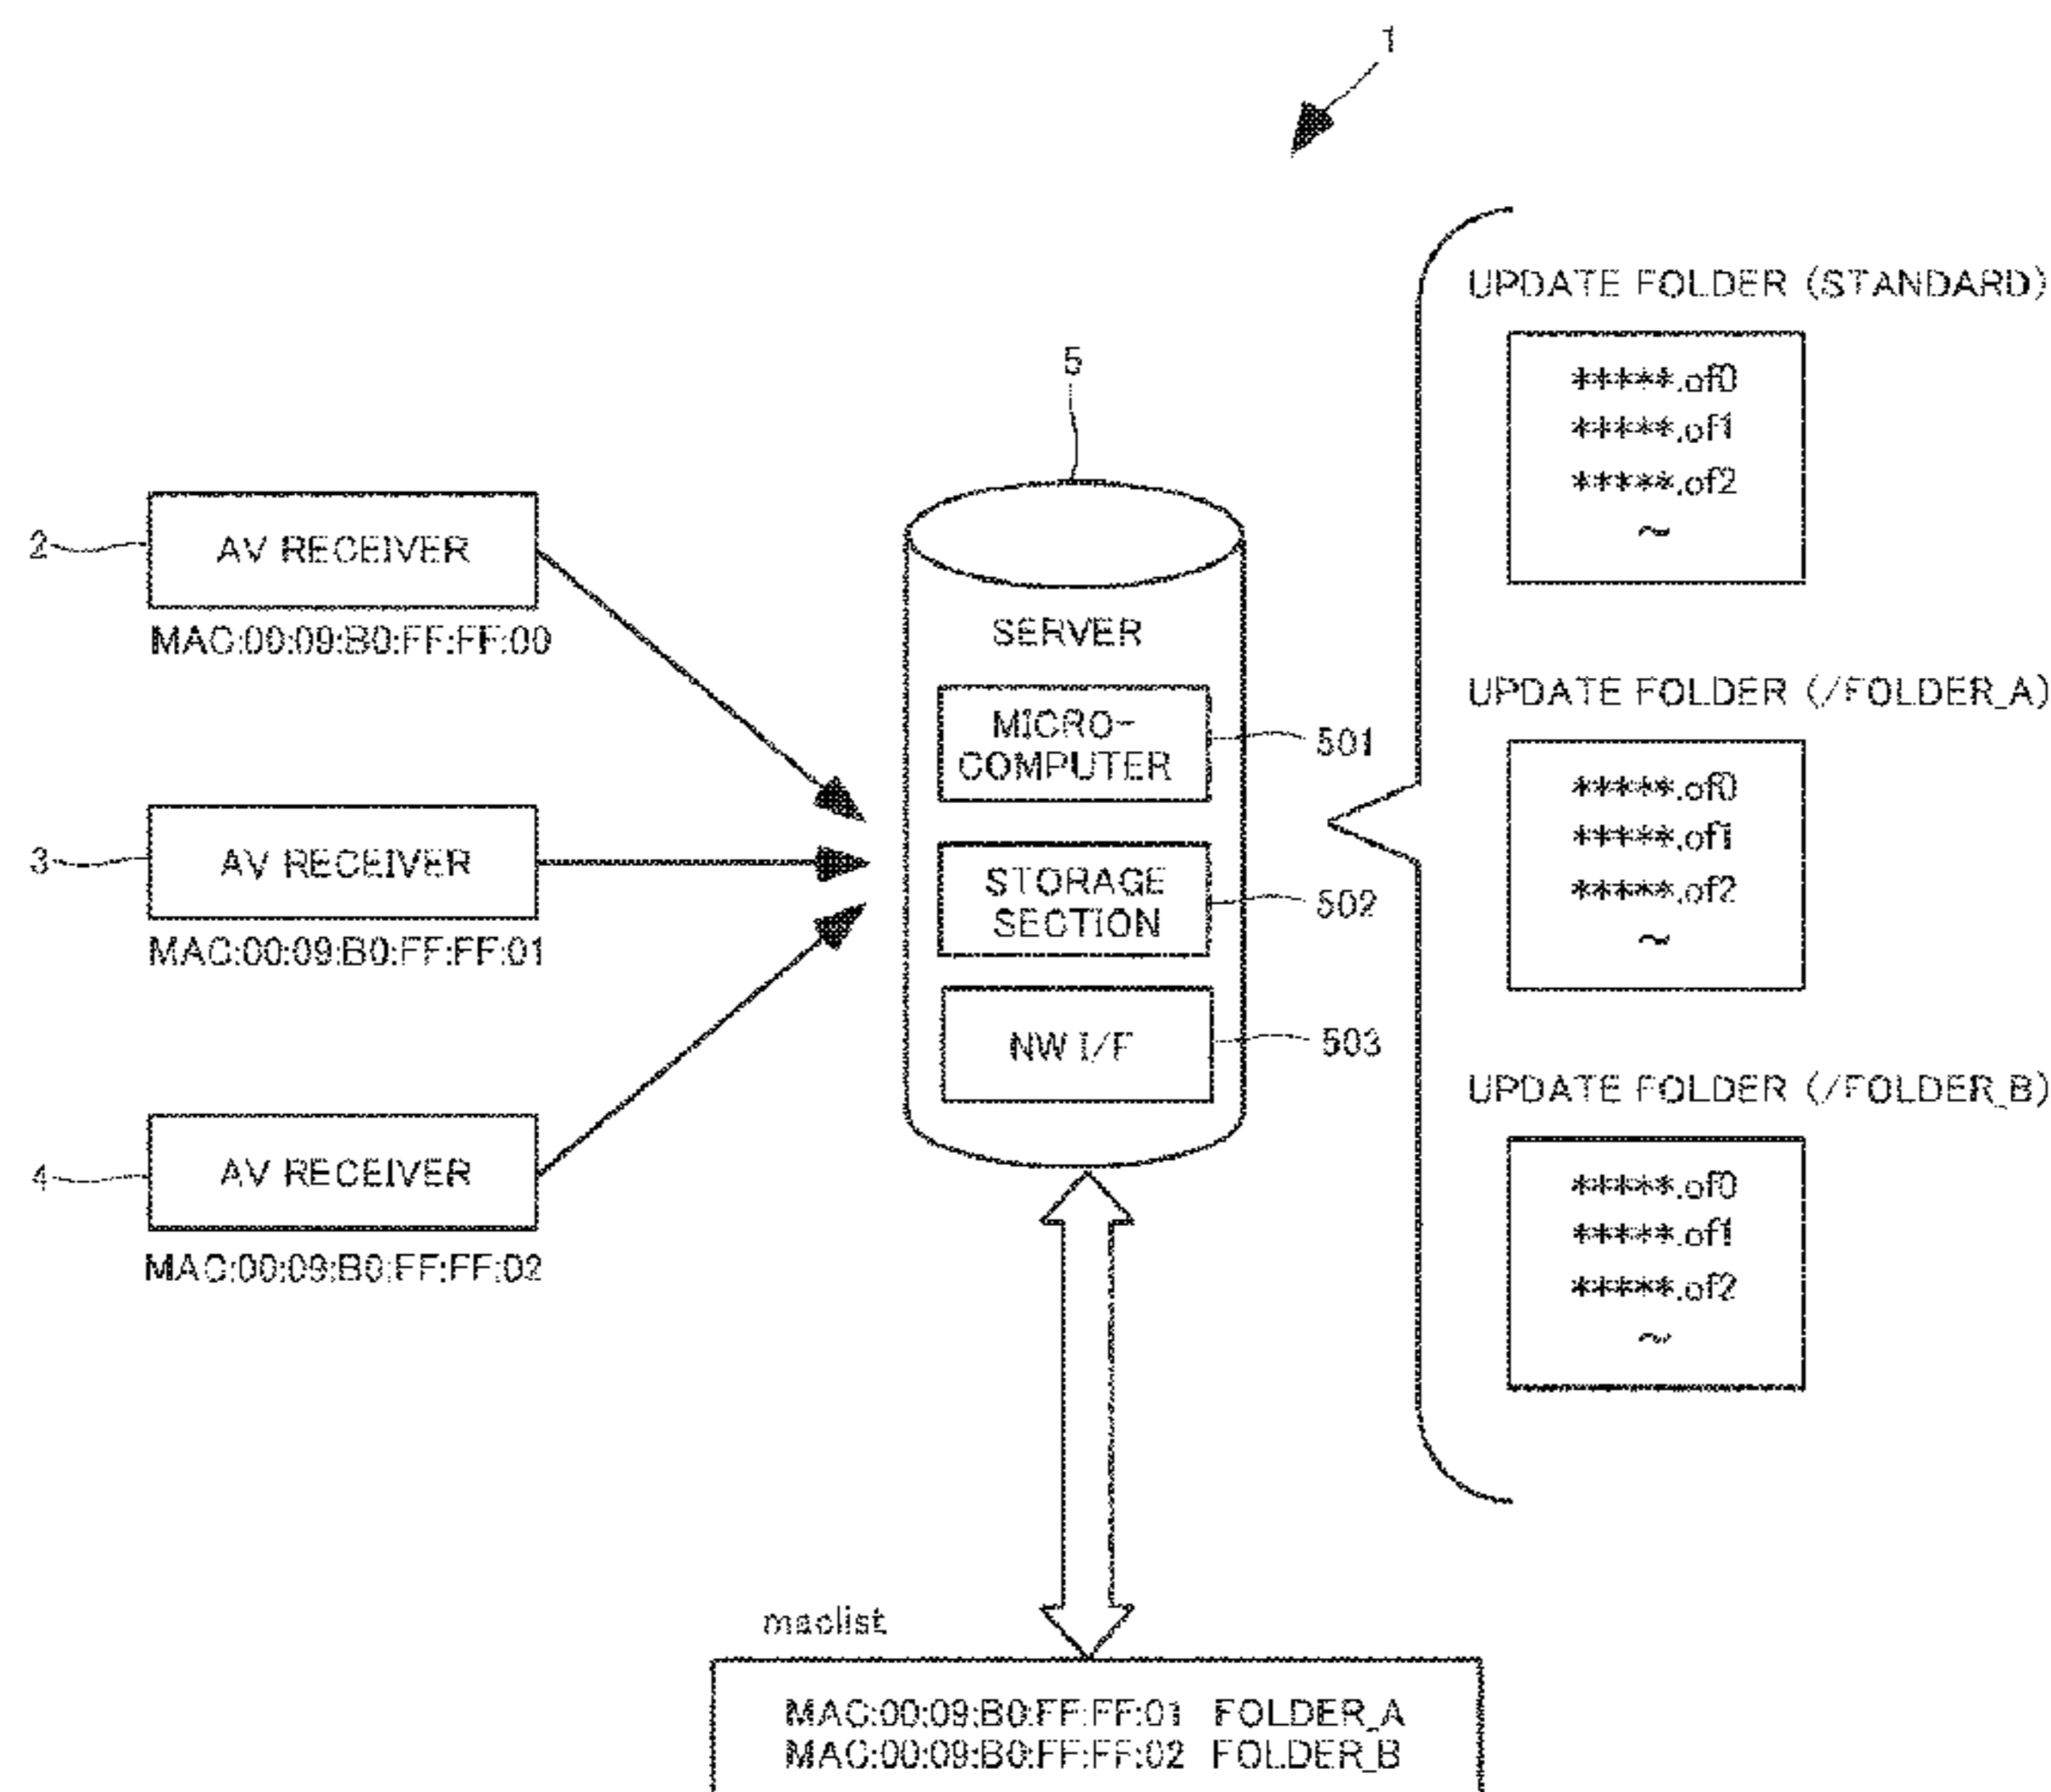 1
UPDATE FOLDER (STANDARD)
*****.of0
*****.of1
*****.of2
~
5
2
AV RECEIVER
MAC:00:09:B0:FF:FF:00
SERVER
MICRO-
COMPUTER
501
UPDATE FOLDER (/FOLDER_A)
*****.of0
*****.of1
*****.of2
~
3
AV RECEIVER
MAC:00:09:B0:FF:FF:01
STORAGE
SECTION
502
NW I/F
503
UPDATE FOLDER (/FOLDER_B)
*****.of0
*****.of1
*****.of2
~
4
AV RECEIVER
MAC:00:09:B0:FF:FF:02
maclist
MAC:00:09:B0:FF:FF:01 FOLDER_A
MAC:00:09:B0:FF:FF:02 FOLDER_B